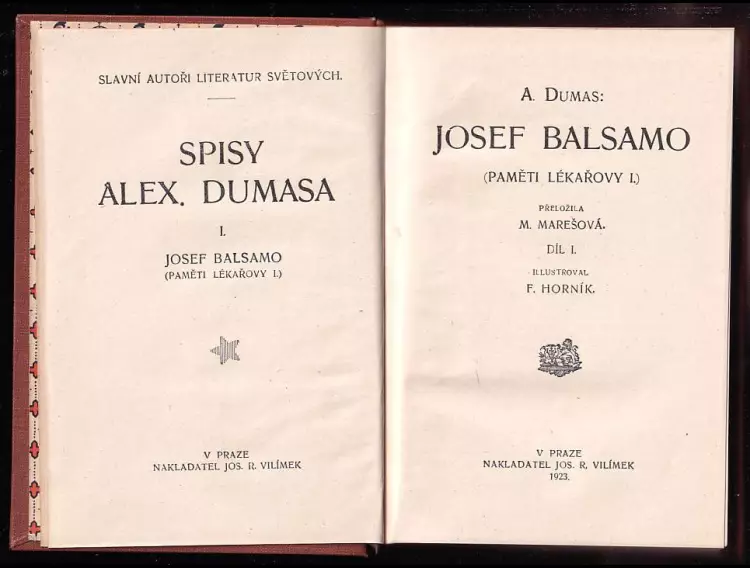 SLAVNÍ AUTOŘI LITERATUR SVĚTOVÝCH.
SPISY
ALEX. DUMASA
I.
JOSEF BALSAMO
(PAMĚTI LÉKAŘOVY I.)
V PRAZE
NAKLADATEL JOS. R. VILÍMEK
A. DUMAS:
JOSEF BALSAMO
(PAMĚTI LÉKAŘOVY I.)
PŘELOŽILA
M. MAREŠOVÁ.
DÍL I.
ILLUSTROVAL
F. HORNÍK.
V PRAZE
NAKLADATEL JOS. R. VILÍMEK
1923.